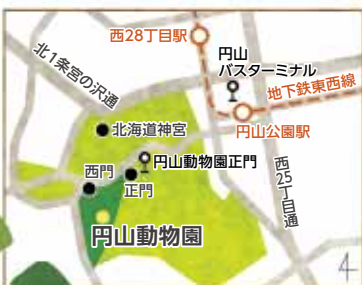 西28丁目駅
円山
バスターミナル
北1条宮の沢通
地下鉄東西線
北海道神宮
円山公園駅
円山動物園正門
西門
正門
西25丁目通
円山動物園
4